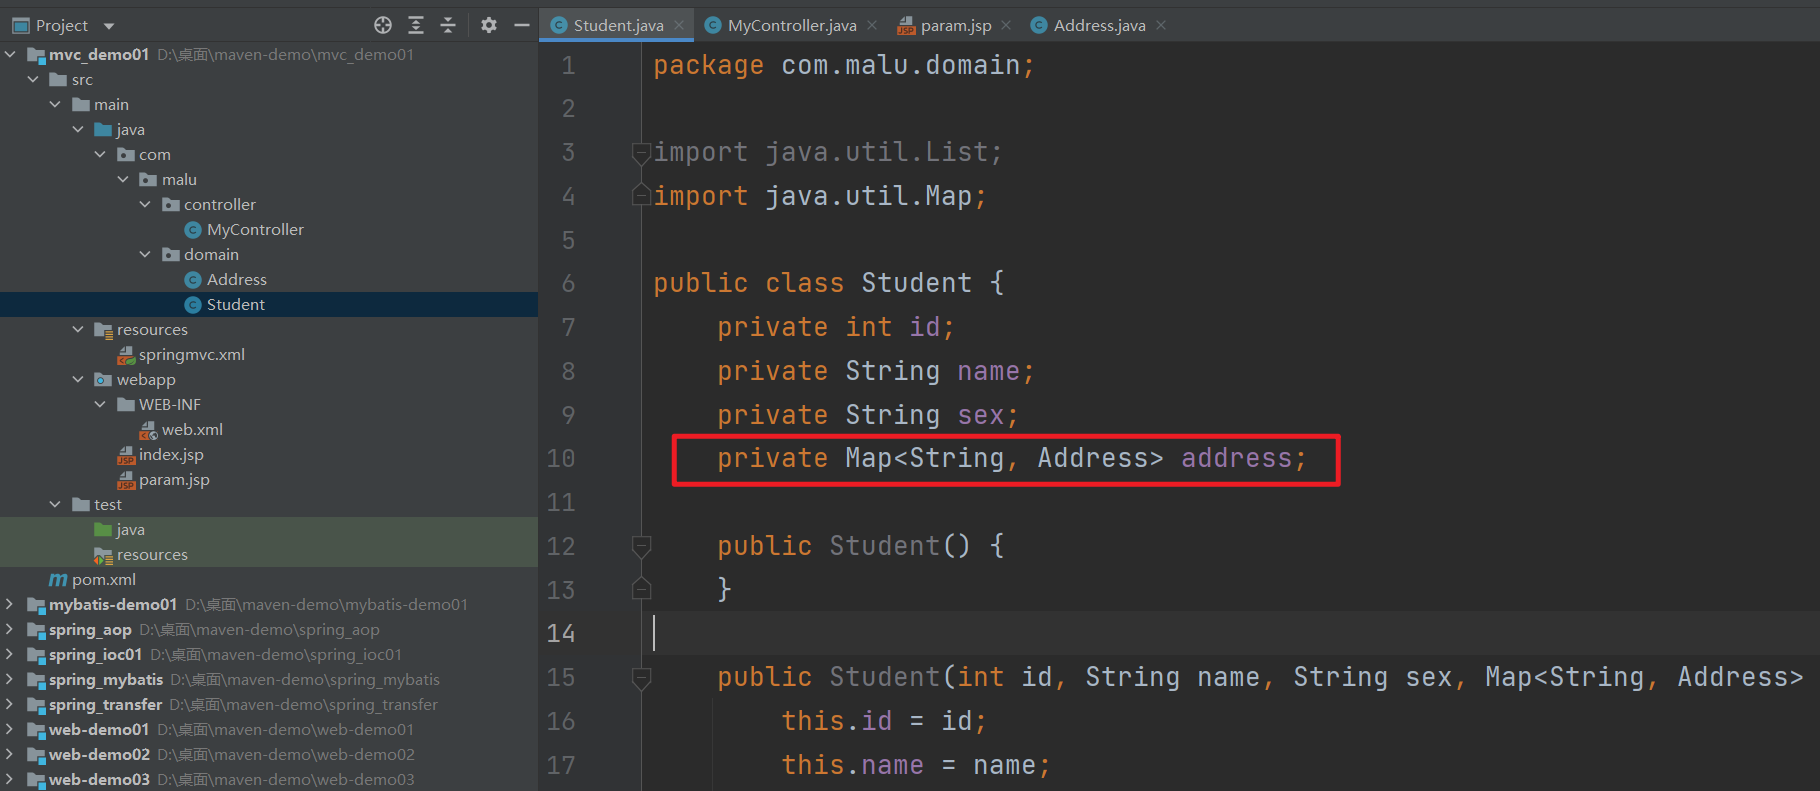 Project
mvc_demo01 D:\桌面\maven-demo\mvc_demo01
src
main
java
com
malu
controller
MyController
domain
Address
Student
resources
springmvc.xml
webapp
WEB-INF
web.xml
index.jsp
param.jsp
test
java
resources
pom.xml
mybatis-demo01 D:\桌面\maven-demo\mybatis-demo01
spring_aop D:\桌面\maven-demo\spring_aop
spring_ioc01 D:\桌面\maven-demo\spring_ioc01
spring_mybatis D:\桌面\maven-demo\spring_mybatis
spring_transfer D:\桌面\maven-demo\spring_transfer
web-demo01 D:\桌面\maven-demo\web-demo01
web-demo02 D:\桌面\maven-demo\web-demo02
web-demo03 D:\桌面\maven-demo\web-demo03
Student.java MyController.java param.jsp Address.java
1 package com.malu.domain;
2
3 import java.util.List;
4 import java.util.Map;
5
6 public class Student {
7 private int id;
8 private String name;
9 private String sex;
10 private Map<String, Address> address;
11
12 public Student() {
13 }
14
15 public Student(int id, String name, String sex, Map<String, Address>
16 this.id = id;
17 this.name = name;